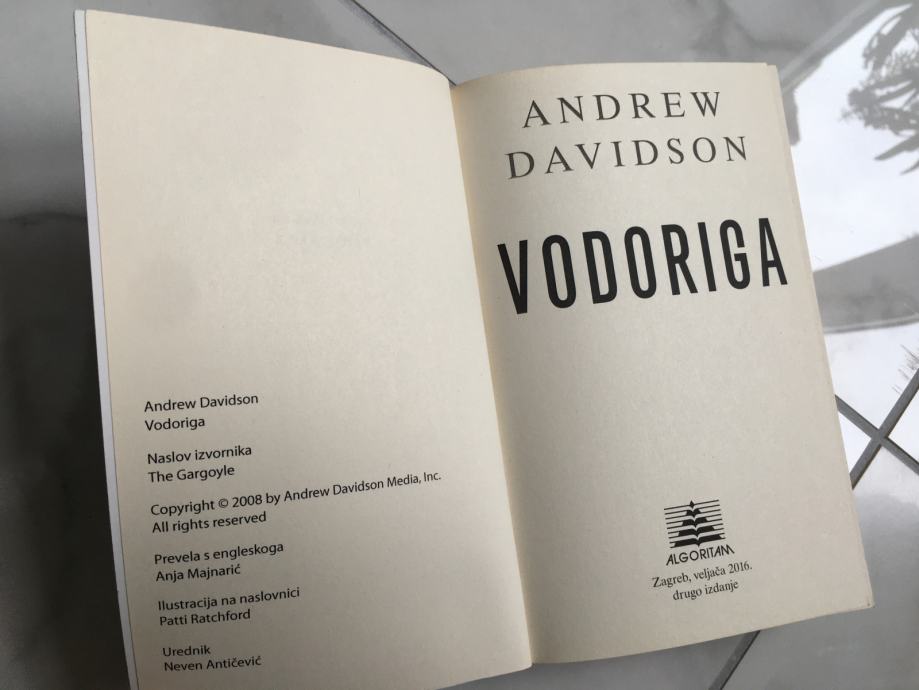 Andrew Davidson
Vodoriga
Naslov izvornika
The Gargoyle
Copyright © 2008 by Andrew Davidson Media, Inc.
All rights reserved
Prevela s engleskoga
Anja Majnarić
Ilustracija na naslovnici
Patti Ratchford
Urednik
Neven Antičević
ANDREW
DAVIDSON
VODORIGA
ALGORITAM
Zagreb, veljača 2016.
drugo izdanje